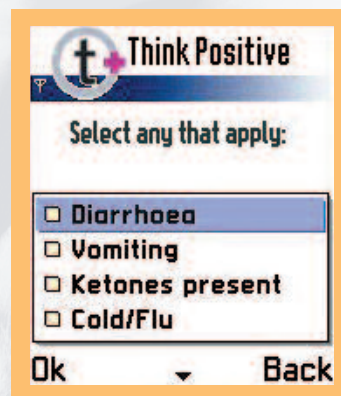 t+ Think Positive
Select any that apply:
Diarrhoea
Vomiting
Ketones present
Cold/Flu
Ok Back